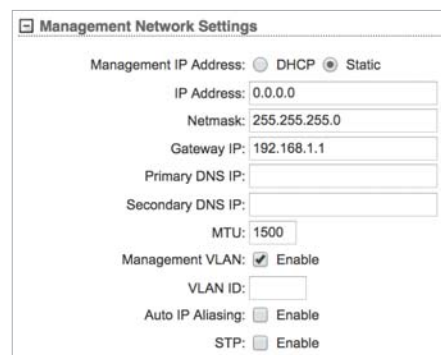 Management Network Settings
Management IP Address: DHCP Static
IP Address: 0.0.0.0
Netmask: 255.255.255.0
Gateway IP: 192.168.1.1
Primary DNS IP:
Secondary DNS IP:
MTU: 1500
Management VLAN: Enable
VLAN ID:
Auto IP Aliasing: Enable
STP: Enable